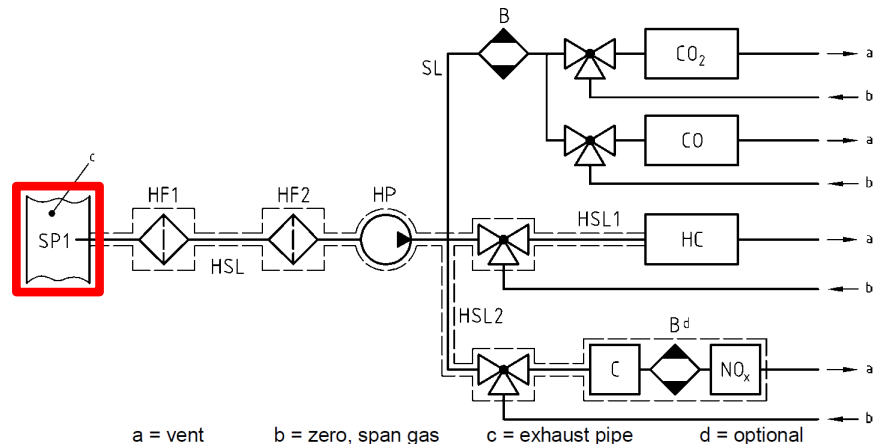 B
SL
CO2
a
b
CO
a
b
c
HF1
HF2
HP
SP1
HSL
HSL1
HC
a
b
HSL2
Bd
C
NOx
a
b
a = vent
b = zero, span gas
c = exhaust pipe
d = optional